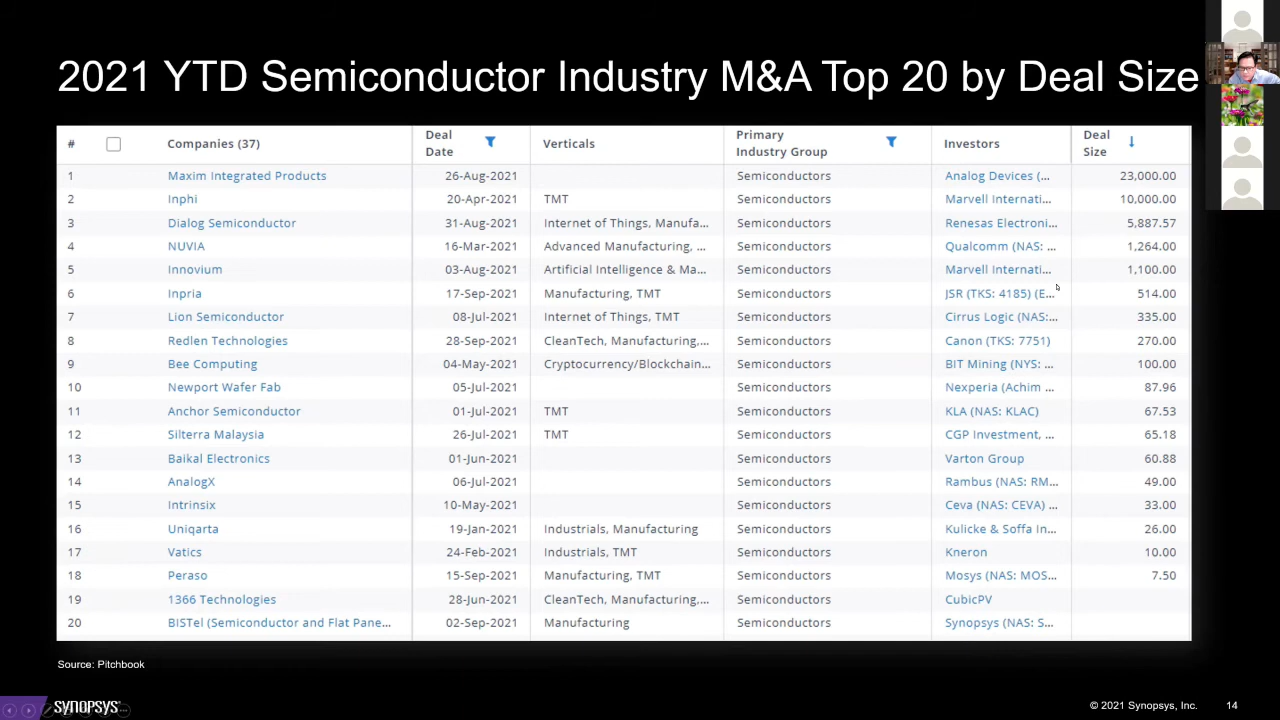 2021 YTD Semiconductor Industry M&A Top 20 by Deal Size
# Companies (37) Deal Date Verticals Primary Industry Group Investors Deal Size
1 Maxim Integrated Products 26-Aug-2021 Semiconductors Analog Devices (... 23,000.00
2 Inphi 20-Apr-2021 TMT Semiconductors Marvell Internati... 10,000.00
3 Dialog Semiconductor 31-Aug-2021 Internet of Things, Manufa... Semiconductors Renesas Electroni... 5,887.57
4 NUVIA 16-Mar-2021 Advanced Manufacturing, ... Semiconductors Qualcomm (NAS: ... 1,264.00
5 Innovium 03-Aug-2021 Artificial Intelligence & Ma... Semiconductors Marvell Internati... 1,100.00
6 Inpria 17-Sep-2021 Manufacturing, TMT Semiconductors JSR (TKS: 4185) (E... 514.00
7 Lion Semiconductor 08-Jul-2021 Internet of Things, TMT Semiconductors Cirrus Logic (NAS:... 335.00
8 Redlen Technologies 28-Sep-2021 CleanTech, Manufacturing,... Semiconductors Canon (TKS: 7751) 270.00
9 Bee Computing 04-May-2021 Cryptocurrency/Blockchain... Semiconductors BIT Mining (NYS: ... 100.00
10 Newport Wafer Fab 05-Jul-2021 Semiconductors Nexperia (Achim ... 87.96
11 Anchor Semiconductor 01-Jul-2021 TMT Semiconductors KLA (NAS: KLAC) 67.53
12 Silterra Malaysia 26-Jul-2021 TMT Semiconductors CGP Investment, ... 65.18
13 Baikal Electronics 01-Jun-2021 Semiconductors Varton Group 60.88
14 AnalogX 06-Jul-2021 Semiconductors Rambus (NAS: RM... 49.00
15 Intrinsix 10-May-2021 Semiconductors Ceva (NAS: CEVA) ... 33.00
16 Uniqarta 19-Jan-2021 Industrials, Manufacturing Semiconductors Kulicke & Soffa In... 26.00
17 Vatics 24-Feb-2021 Industrials, TMT Semiconductors Kneron 10.00
18 Peraso 15-Sep-2021 Manufacturing, TMT Semiconductors Mosys (NAS: MOS... 7.50
19 1366 Technologies 28-Jun-2021 CleanTech, Manufacturing,... Semiconductors CubicPV
20 BISTel (Semiconductor and Flat Pane... 02-Sep-2021 Manufacturing Semiconductors Synopsys (NAS: S...
Source: Pitchbook
SYNOPSYS® © 2021 Synopsys, Inc. 14